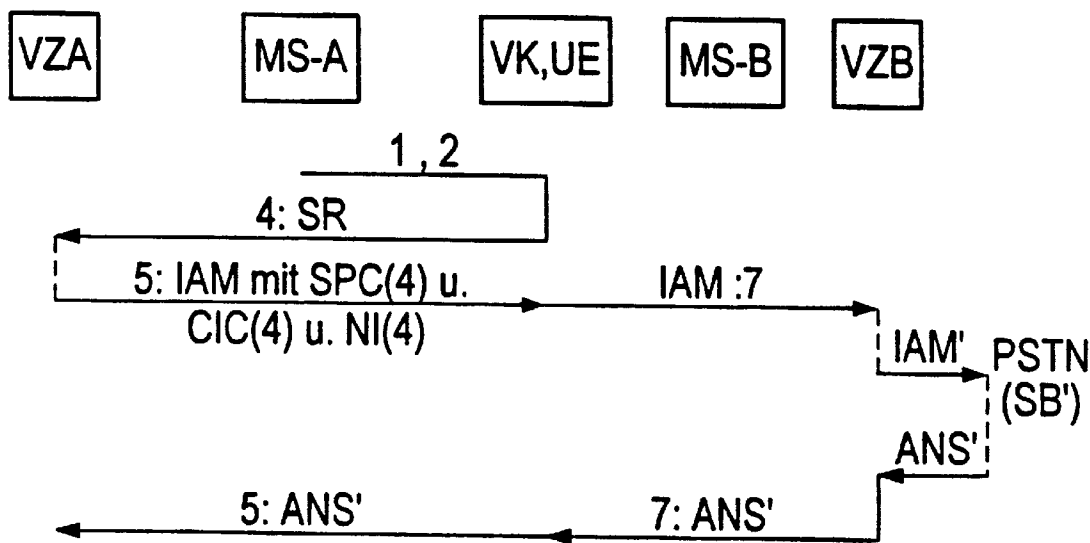 VZA MS-A VK,UE MS-B VZB
1 , 2
4: SR
5: IAM mit SPC(4) u. IAM :7
CIC(4) u. NI(4)
IAM' PSTN
(SB')
ANS'
5: ANS' 7: ANS'